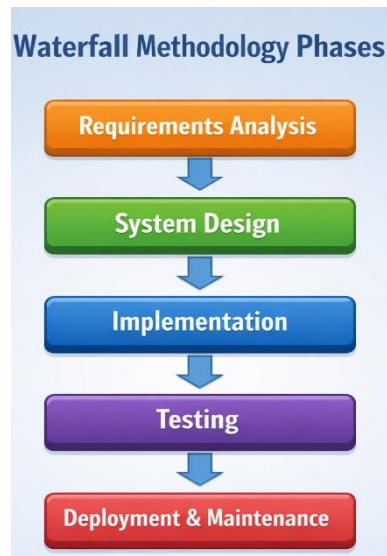 Waterfall Methodology Phases
Requirements Analysis
System Design
Implementation
Testing
Deployment & Maintenance